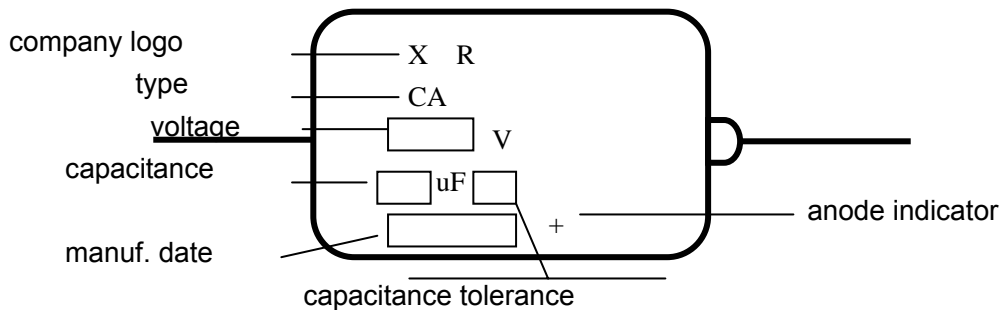 company logo X R
type CA
voltage V
capacitance uF
+ anode indicator
manuf. date
capacitance tolerance